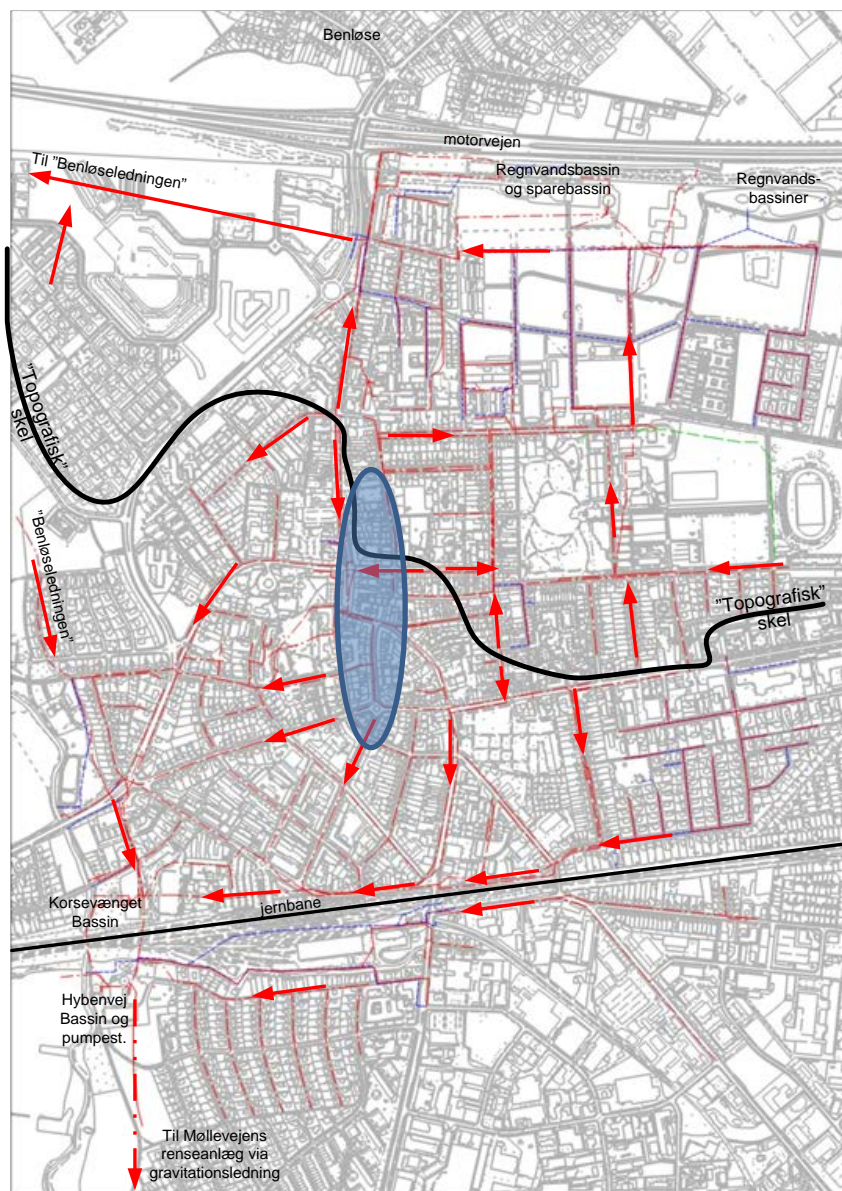 Benløse
motorvejen
Til "Benløseledningen"
Regnvandsbassin
og sparebassin
Regnvands-
bassiner
"Topografisk"
skel
"Benløseledningen"
"Topografisk"
skel
Korsevænget
Bassin
jernbane
Hybenvej
Bassin og
pumpest.
Til Møllevejens
renseanlæg via
gravitationsledning